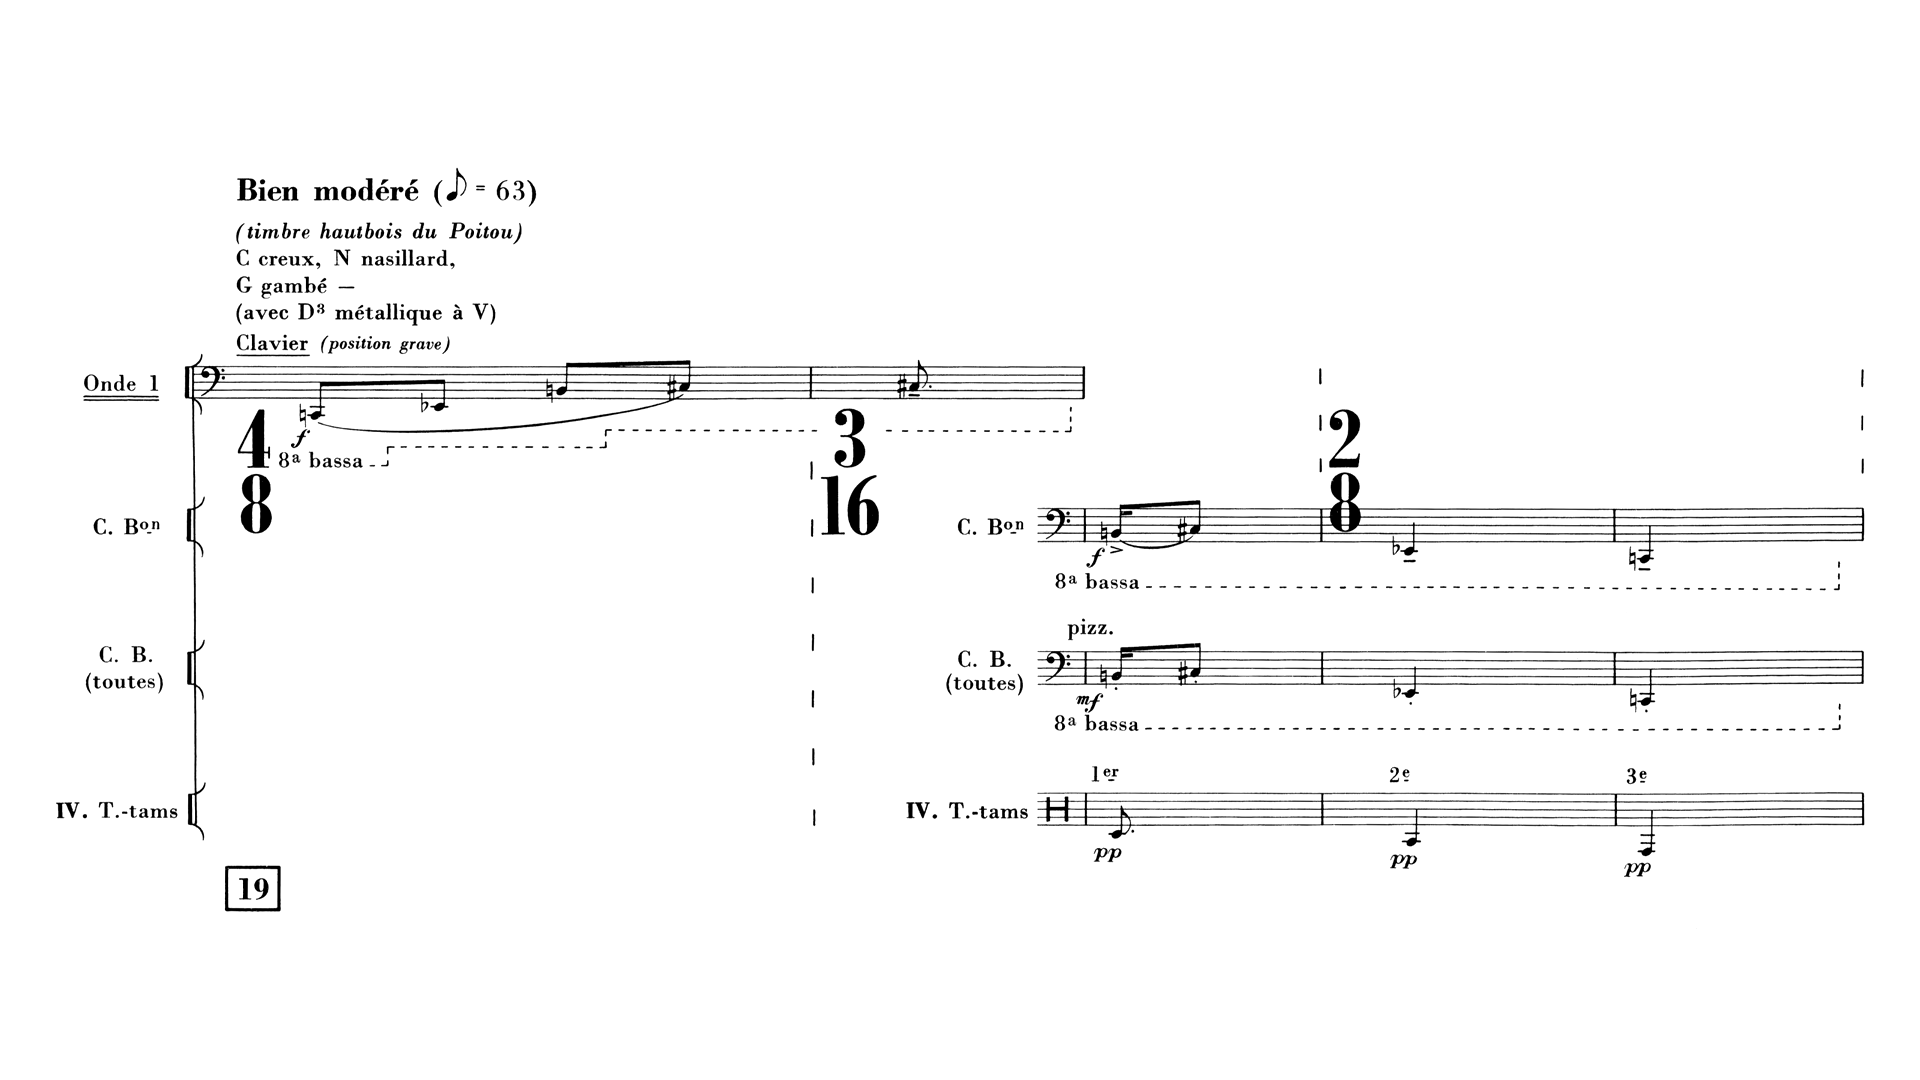 Bien modéré (♪ = 63)
(timbre hautbois du Poitou)
C creux, N nasillard,
G gambé —
(avec D³ métallique à V)
Clavier (position grave)
Onde 1
f
4
8
8ª bassa
3
16
2
8
C. Bon
C. Bon
f
8ª bassa
pizz.
C. B.
(toutes)
C. B.
(toutes)
mf
8ª bassa
1er
2e
3e
IV. T.-tams
IV. T.-tams
pp
pp
pp
19